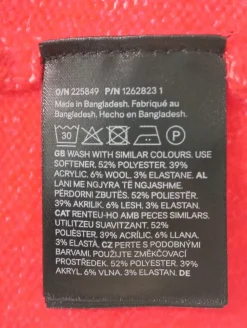 O/N 225849 P/N 1262823 1
Made in Bangladesh. Fabriqué au
Bangladesh. Hecho en Bangladesh.
30 P
GB WASH WITH SIMILAR COLOURS. USE
SOFTENER. 52% POLYESTER. 39%
ACRYLIC. 6% WOOL. 3% ELASTANE. AL
LANI ME NGJYRA TË NGJASHME.
PËRDORNI ZBUTËS. 52% POLIESTËR.
39% AKRILIK. 6% LESH. 3% ELASTAN.
CAT RENTEU-HO AMB PECES SIMILARS.
UTILITZEU SUAVITZANT. 52%
POLIÈSTER. 39% ACRÍLIC. 6% LLANA.
3% ELASTÀ. CZ PERTE S PODOBNÝMI
BARVAMI. POUŽIJTE ZMĚKČOVACÍ
PROSTŘEDEK. 52% POLYESTER. 39%
AKRYL. 6% VLNA. 3% ELASTAN. DE